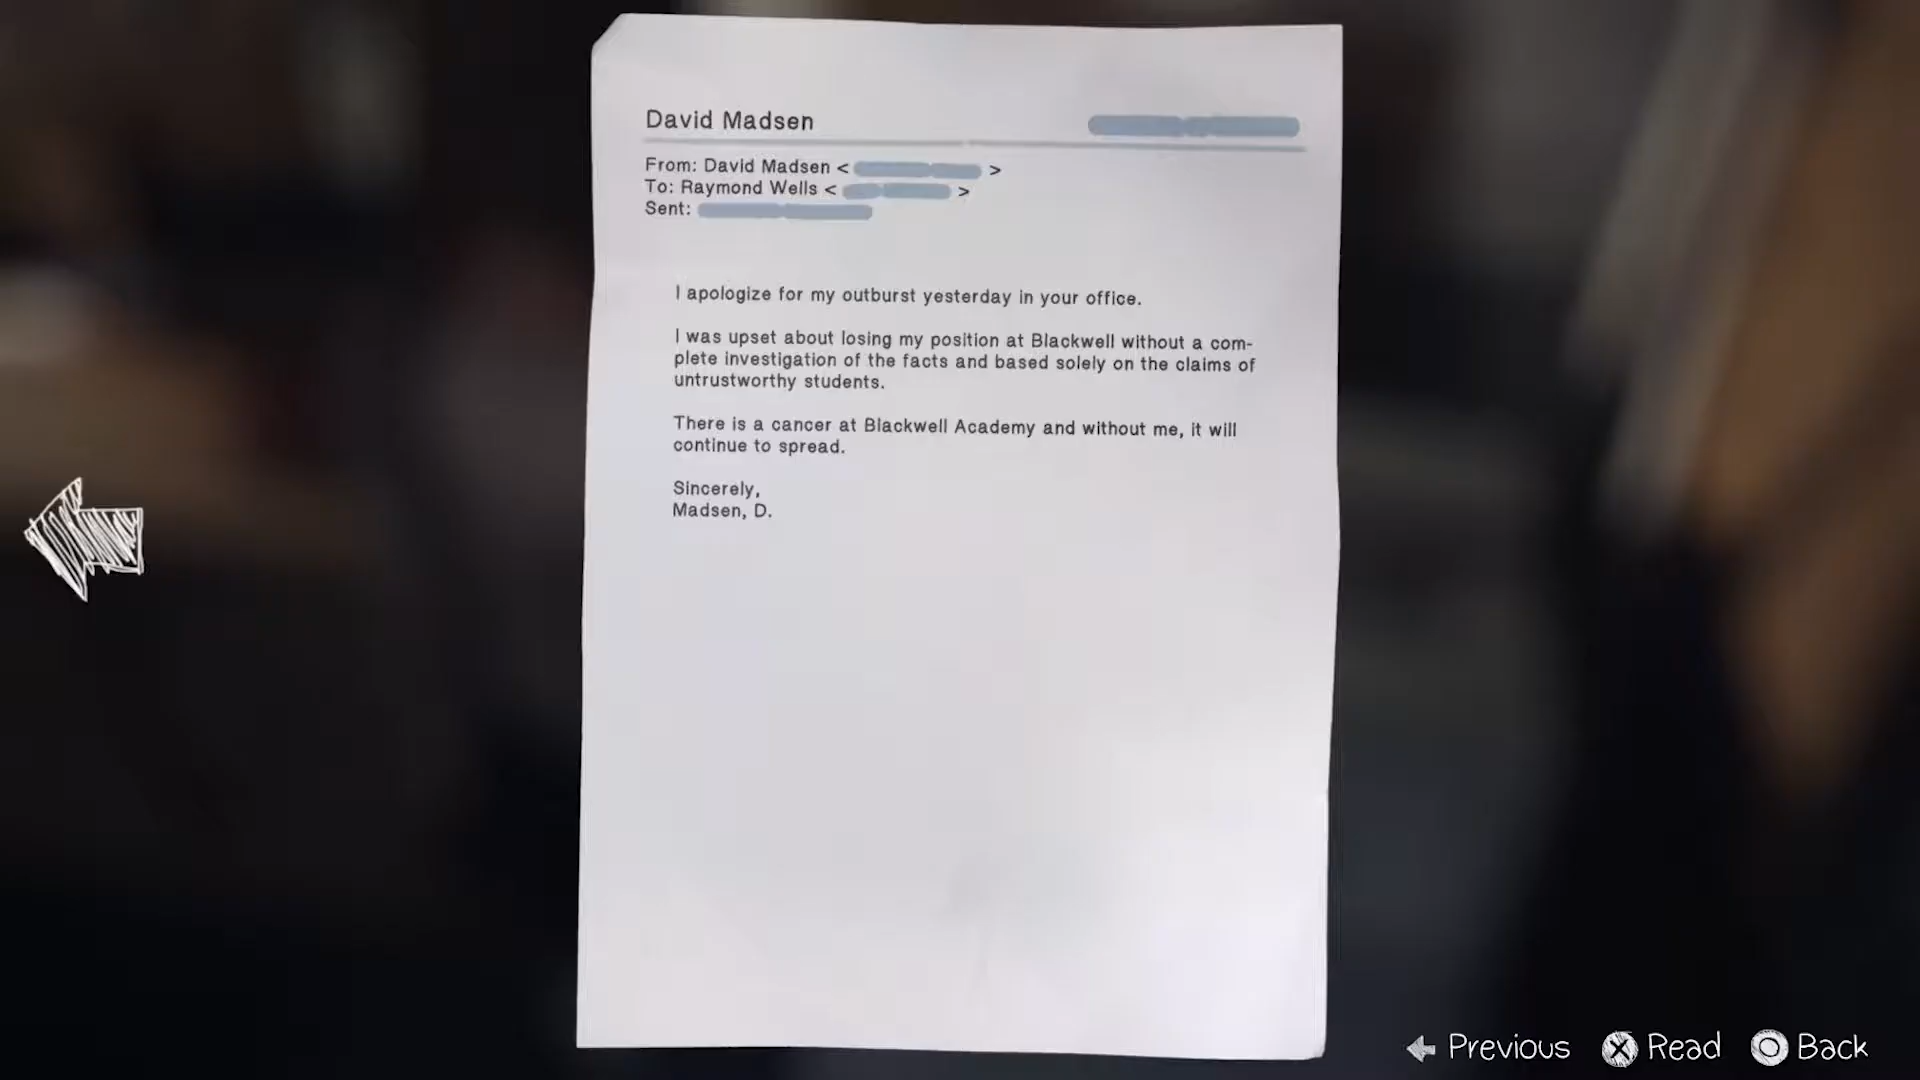 David Madsen
From: David Madsen < >
To: Raymond Wells < >
Sent:
I apologize for my outburst yesterday in your office.
I was upset about losing my position at Blackwell without a com-
plete investigation of the facts and based solely on the claims of
untrustworthy students.
There is a cancer at Blackwell Academy and without me, it will
continue to spread.
Sincerely,
Madsen, D.
Previous
Read
Back